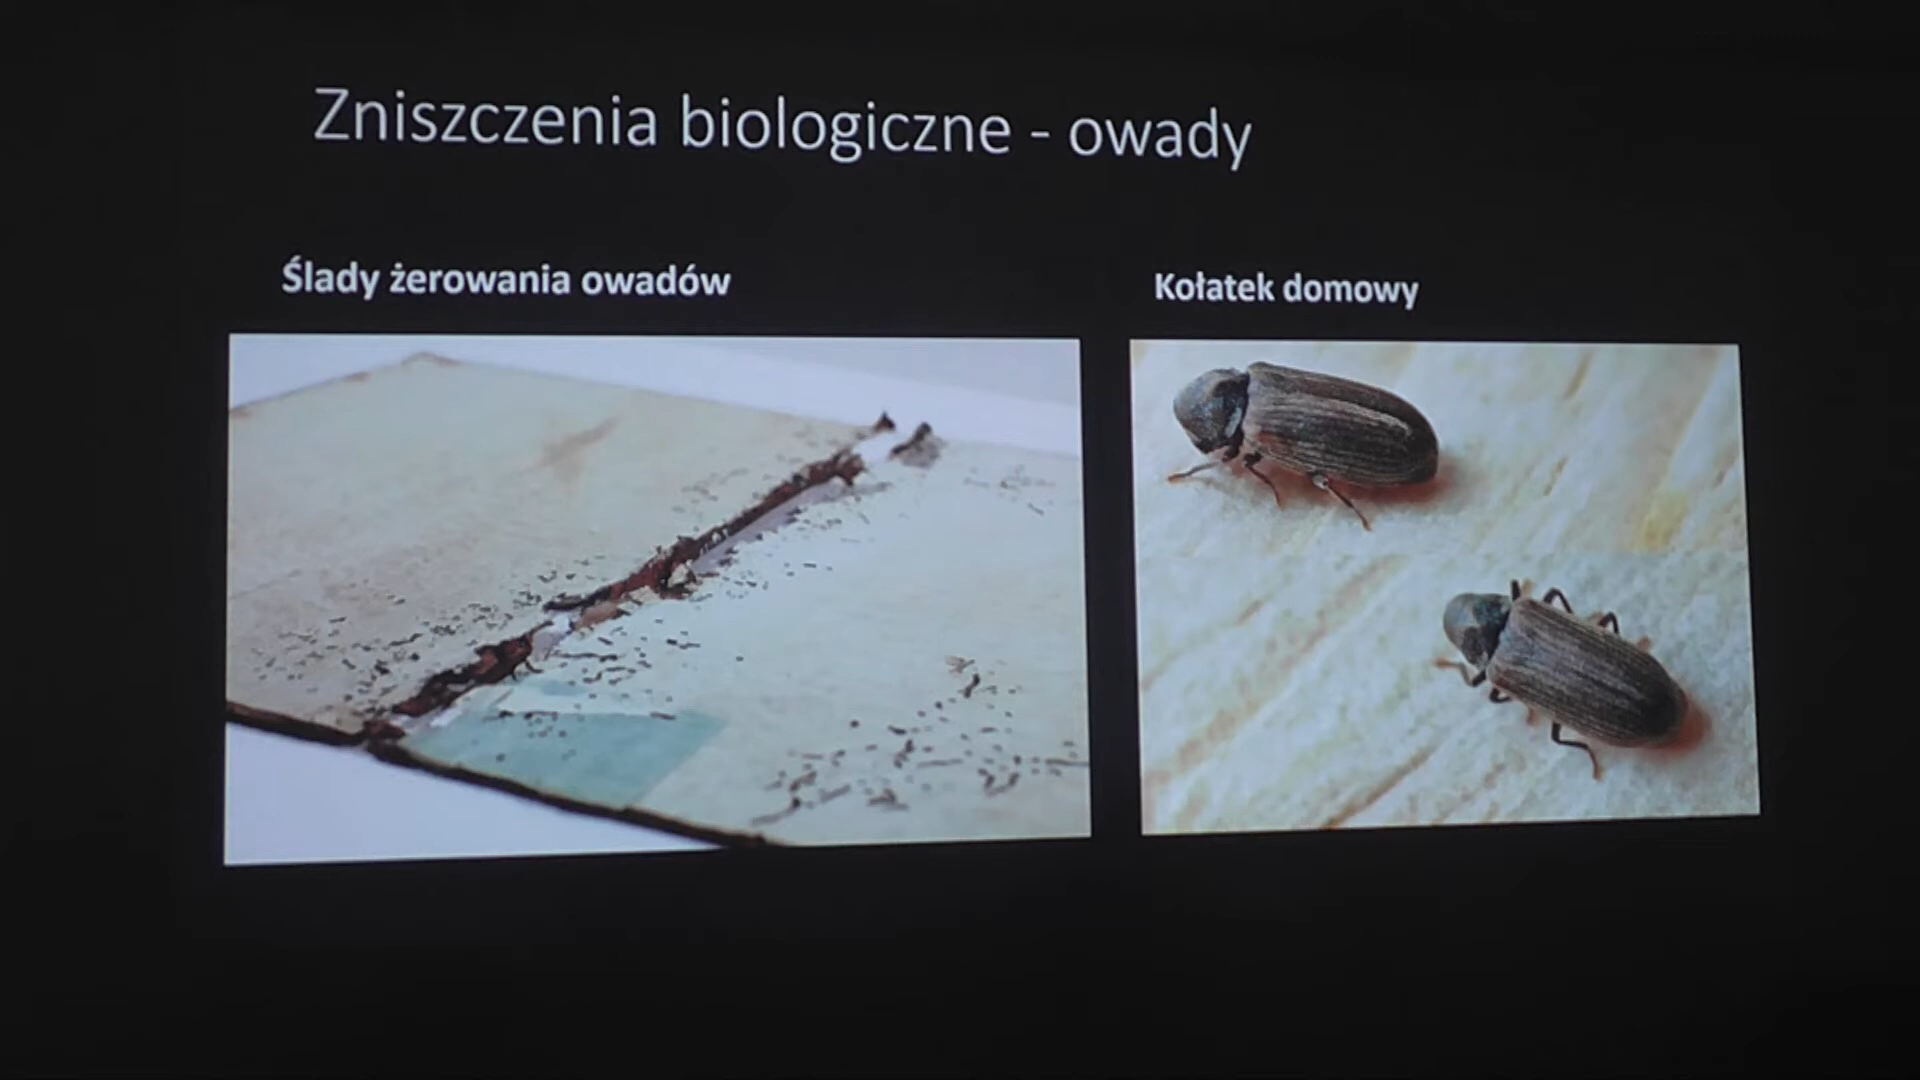 Zniszczenia biologiczne - owady
Ślady żerowania owadów
Kołatek domowy